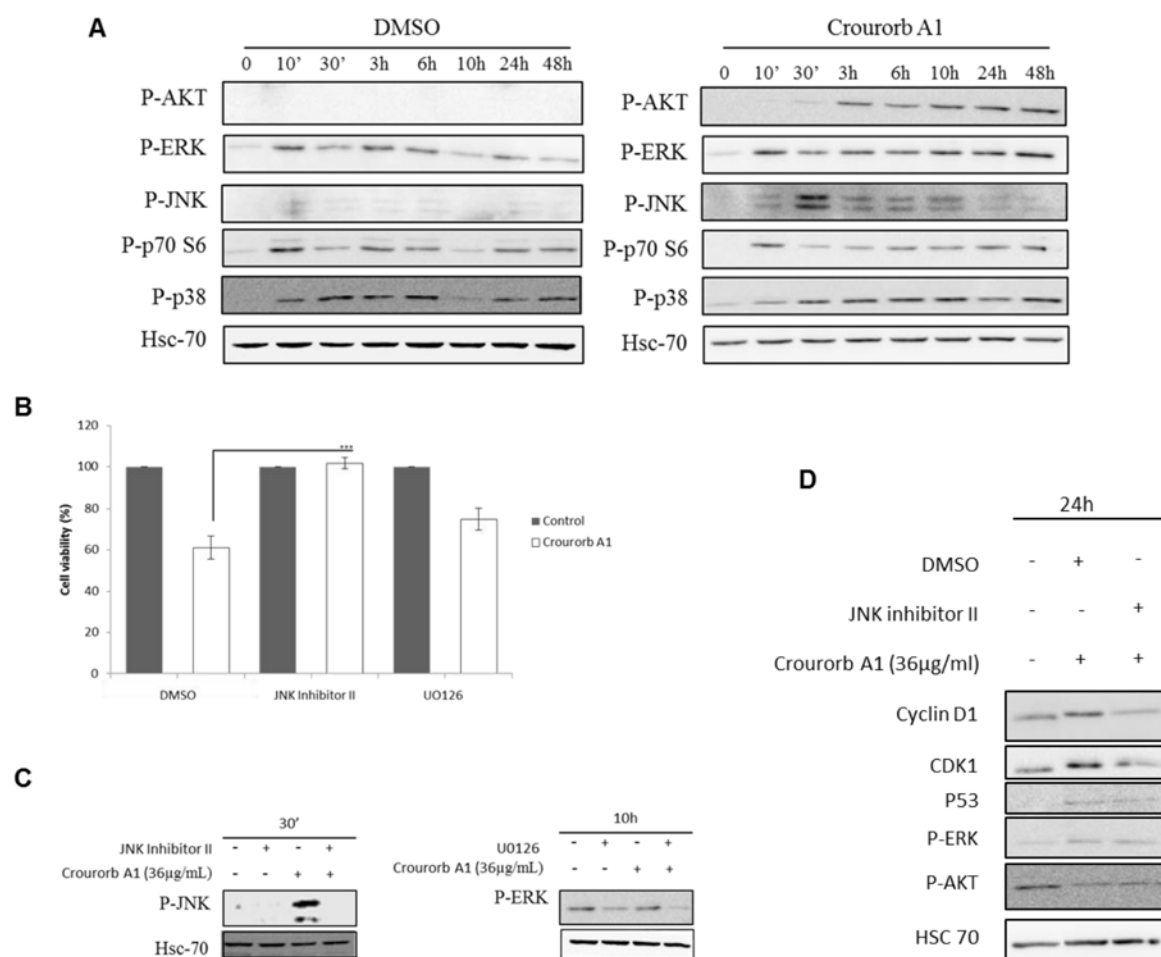 A
DMSO
0 10' 30' 3h 6h 10h 24h 48h
P-AKT
P-ERK
P-JNK
P-p70 S6
P-p38
Hsc-70
Crourorb A1
0 10' 30' 3h 6h 10h 24h 48h
P-AKT
P-ERK
P-JNK
P-p70 S6
P-p38
Hsc-70
B
120
100
80
60
40
20
0
Cell viability (%)
***
DMSO JNK Inhibitor II UO126
Control
Crourorb A1
C
30'
JNK Inhibitor II - + - +
Crourorb A1 (36µg/mL) - - + +
P-JNK
Hsc-70
10h
U0126 - + - +
Crourorb A1 (36µg/mL) - - + +
P-ERK
D
24h
DMSO - + -
JNK inhibitor II - - +
Crourorb A1 (36µg/ml) - + +
Cyclin D1
CDK1
P53
P-ERK
P-AKT
HSC 70